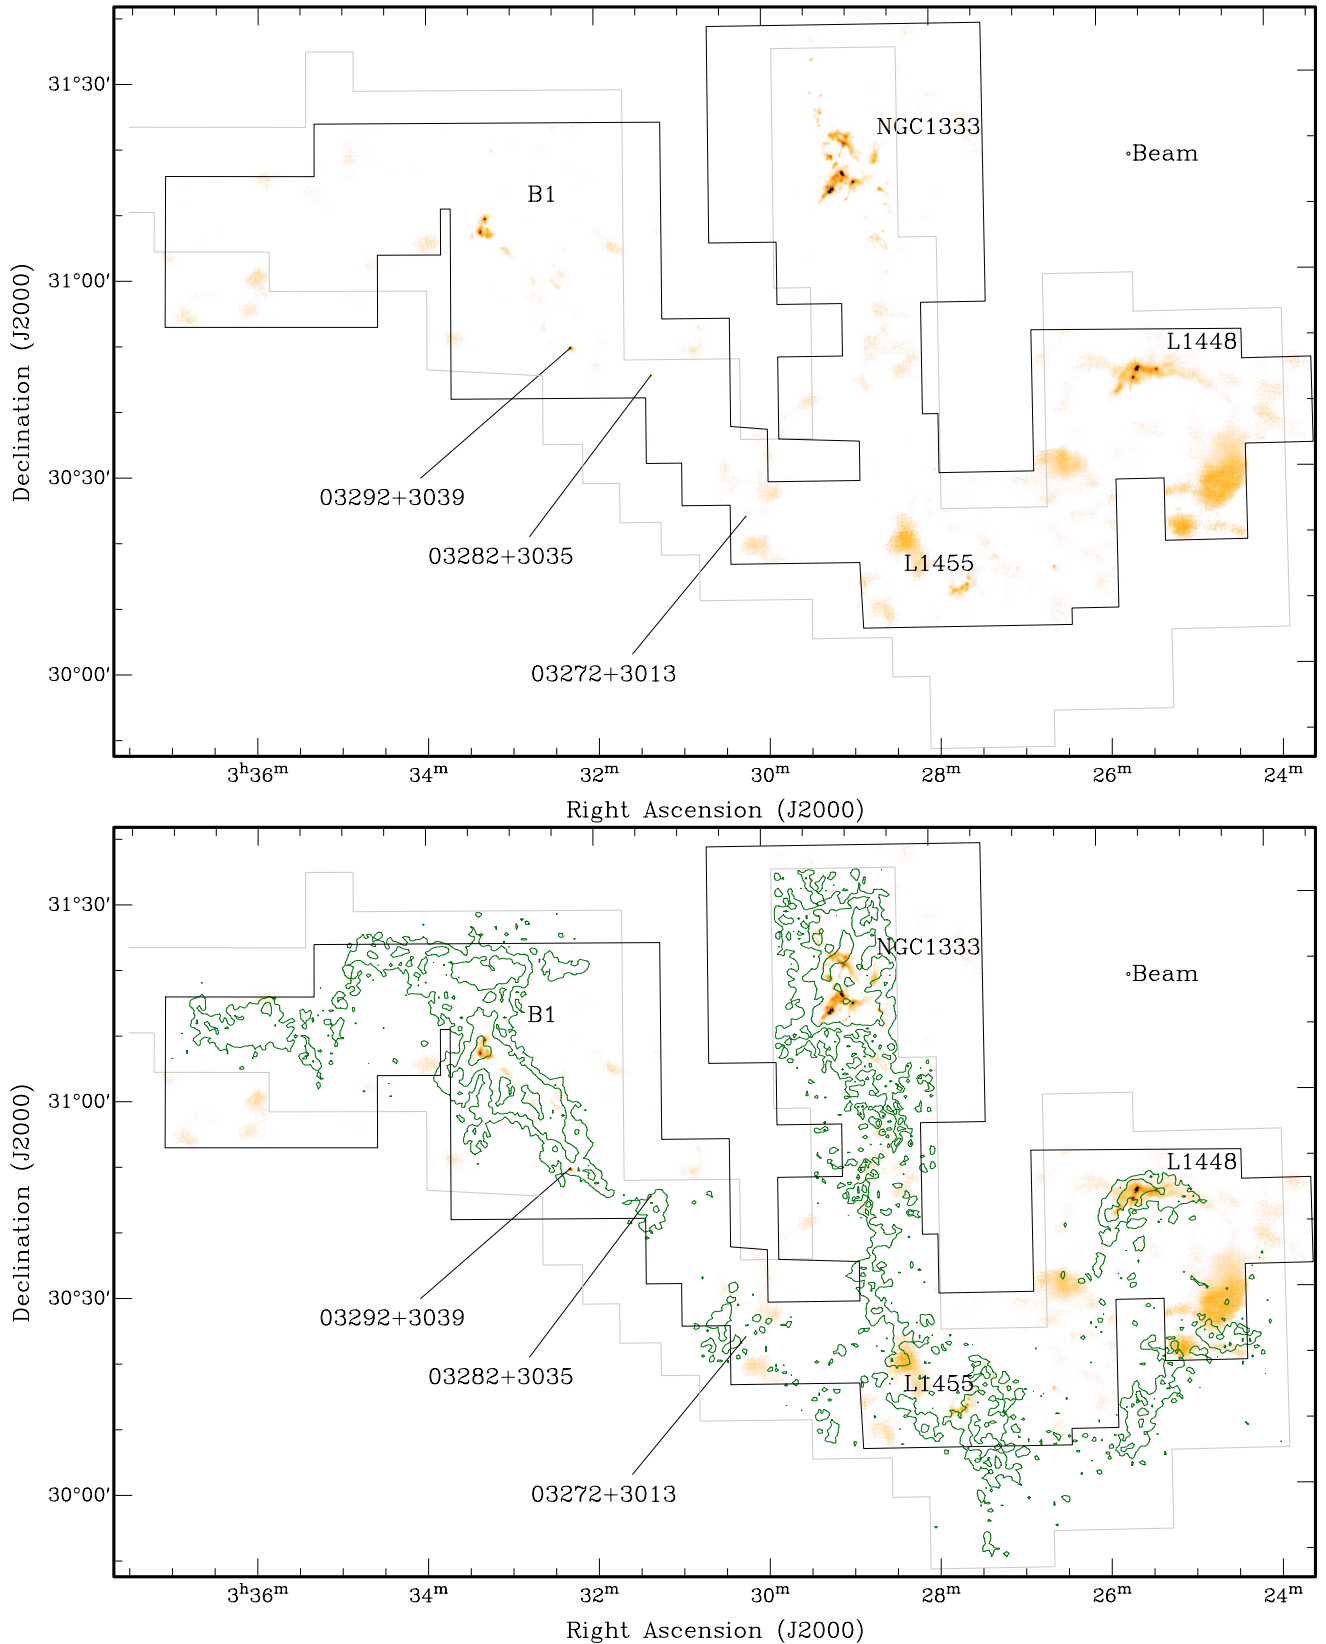 31°30′
31°00′
30°30′
30°00′
Declination (J2000)
NGC1333
Beam
B1
L1448
03292+3039
03282+3035
L1455
03272+3013
3ʰ36ᵐ 34ᵐ 32ᵐ 30ᵐ 28ᵐ 26ᵐ 24ᵐ
Right Ascension (J2000)
31°30′
31°00′
30°30′
30°00′
Declination (J2000)
NGC1333
Beam
B1
L1448
03292+3039
03282+3035
L1455
03272+3013
3ʰ36ᵐ 34ᵐ 32ᵐ 30ᵐ 28ᵐ 26ᵐ 24ᵐ
Right Ascension (J2000)